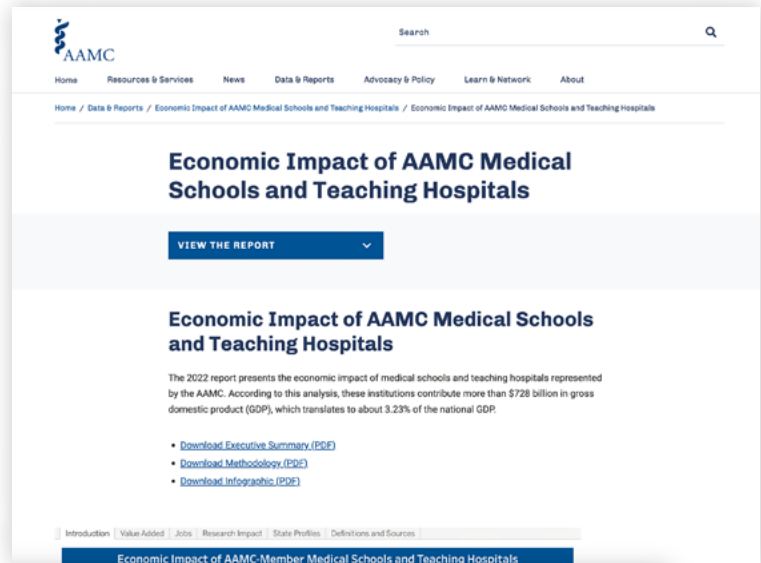 Search
AAMC
Home Resources & Services News Data & Reports Advocacy & Policy Learn & Network About
Home / Data & Reports / Economic Impact of AAMC Medical Schools and Teaching Hospitals / Economic Impact of AAMC Medical Schools and Teaching Hospitals
Economic Impact of AAMC Medical
Schools and Teaching Hospitals
VIEW THE REPORT
Economic Impact of AAMC Medical Schools
and Teaching Hospitals
The 2022 report presents the economic impact of medical schools and teaching hospitals represented
by the AAMC. According to this analysis, these institutions contribute more than $728 billion in gross
domestic product (GDP), which translates to about 3.23% of the national GDP.
• Download Executive Summary (PDF)
• Download Methodology (PDF)
• Download Infographic (PDF)
Introduction Value Added Jobs Research Impact State Profiles Definitions and Sources
Economic Impact of AAMC-Member Medical Schools and Teaching Hospitals